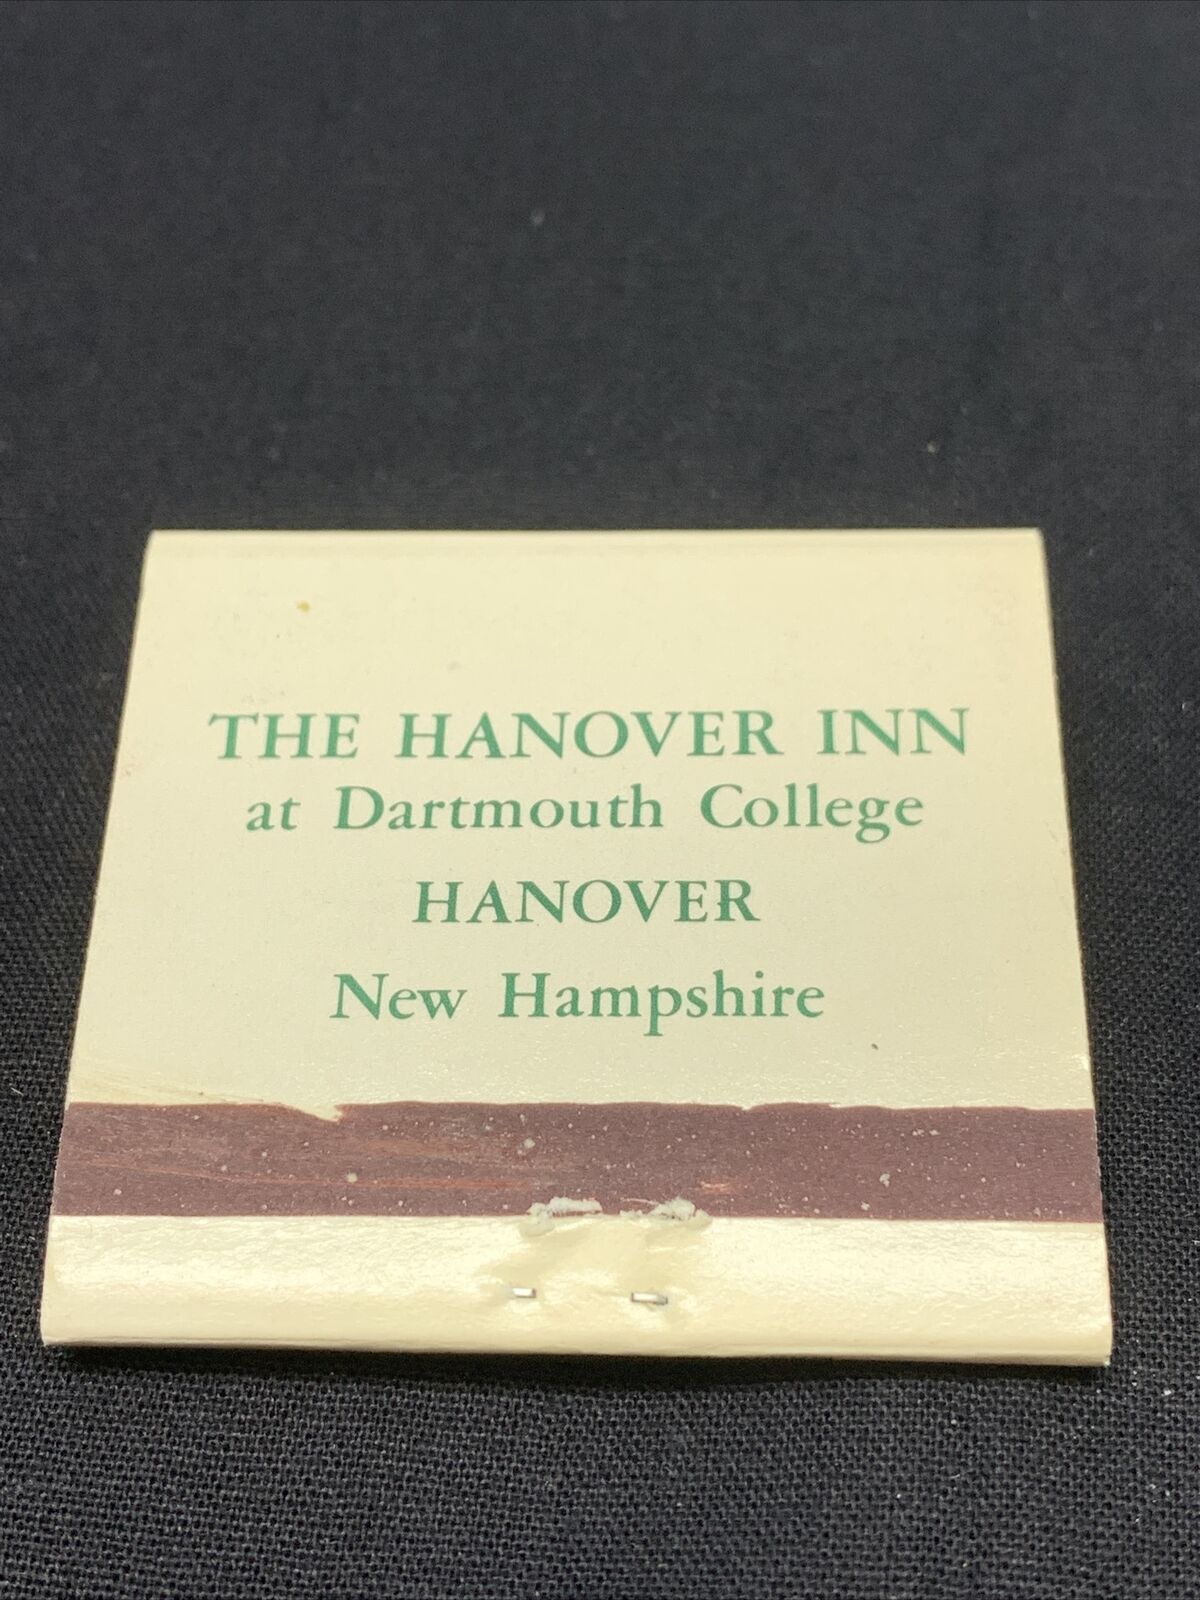 THE HANOVER INN
at Dartmouth College
HANOVER
New Hampshire